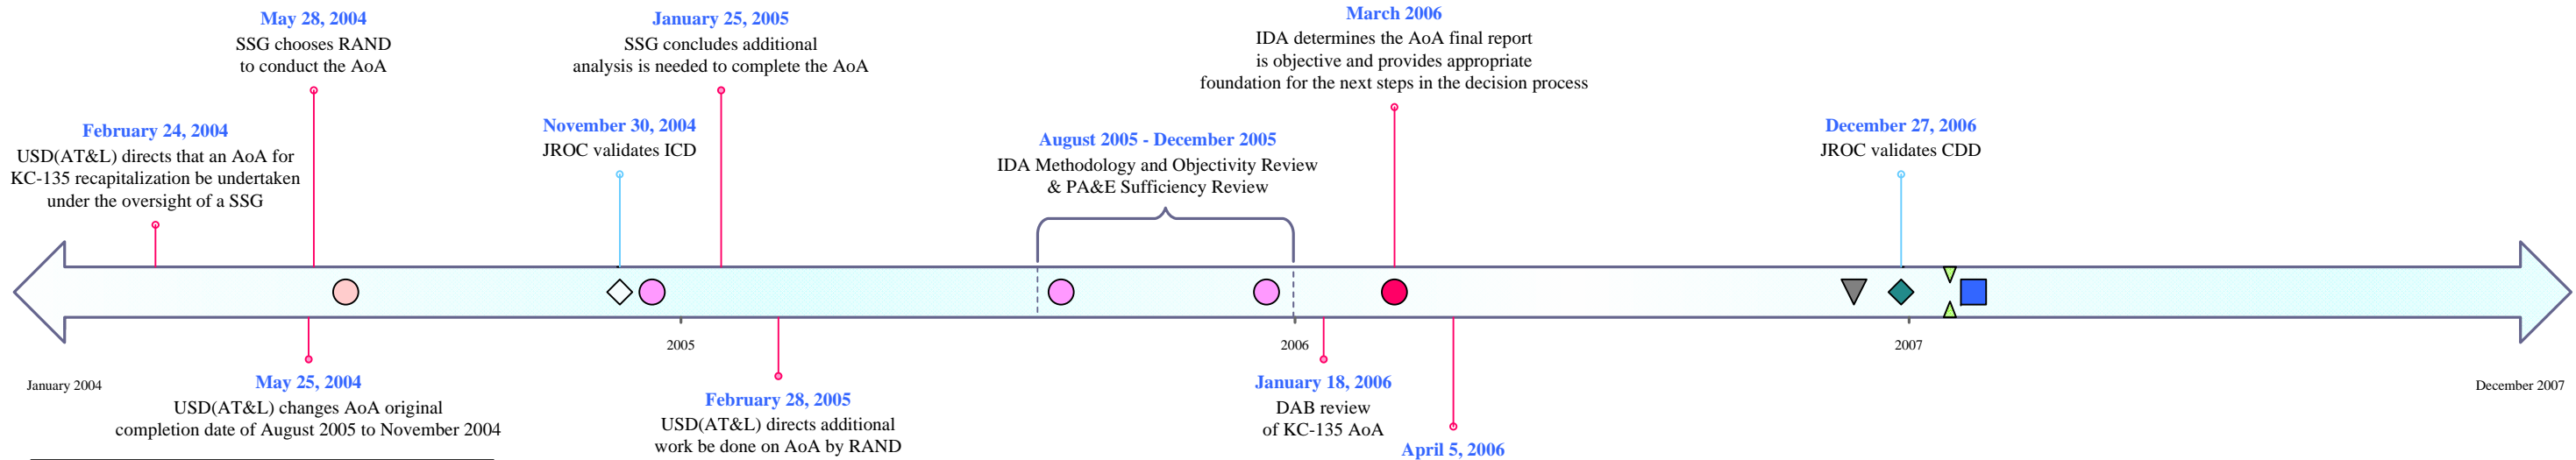 May 28, 2004
SSG chooses RAND
to conduct the AoA
January 25, 2005
SSG concludes additional
analysis is needed to complete the AoA
March 2006
IDA determines the AoA final report
is objective and provides appropriate
foundation for the next steps in the decision process
February 24, 2004
USD(AT&L) directs that an AoA for
KC-135 recapitalization be undertaken
under the oversight of a SSG
November 30, 2004
JROC validates ICD
August 2005 - December 2005
IDA Methodology and Objectivity Review
& PA&E Sufficiency Review
December 27, 2006
JROC validates CDD
2005
2006
2007
January 2004
December 2007
May 25, 2004
USD(AT&L) changes AoA original
completion date of August 2005 to November 2004
February 28, 2005
USD(AT&L) directs additional
work be done on AoA by RAND
January 18, 2006
DAB review
of KC-135 AoA
April 5, 2006